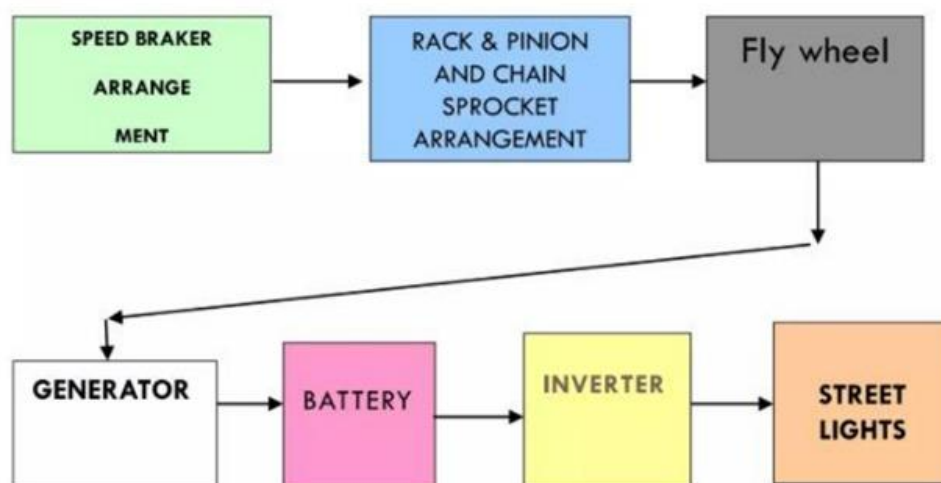 SPEED BRAKER
ARRANGE
MENT
RACK & PINION
AND CHAIN
SPROCKET
ARRANGEMENT
Fly wheel
GENERATOR
BATTERY
INVERTER
STREET
LIGHTS